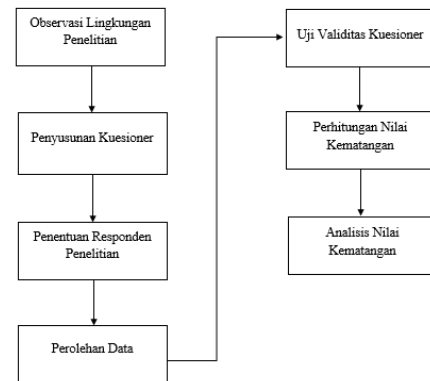 Observasi Lingkungan
Penelitian
Penyusunan Kuesioner
Penentuan Responden
Penelitian
Perolehan Data
Uji Validitas Kuesioner
Perhitungan Nilai
Kematangan
Analisis Nilai
Kematangan